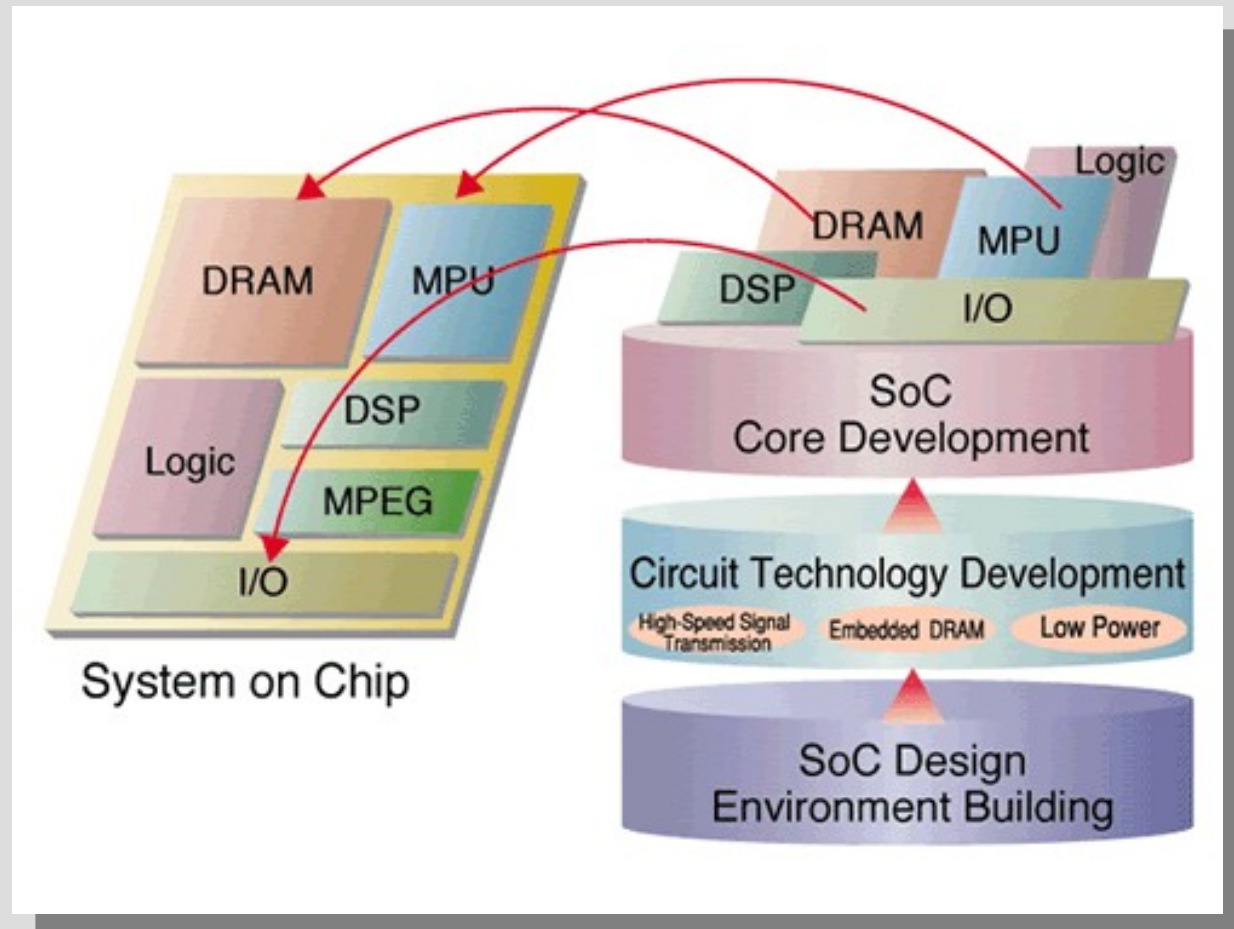 DRAM
MPU
Logic
DSP
MPEG
I/O
System on Chip
Logic
DRAM
MPU
DSP
I/O
SoC
Core Development
Circuit Technology Development
High-Speed Signal
Transmission
Embedded DRAM
Low Power
SoC Design
Environment Building